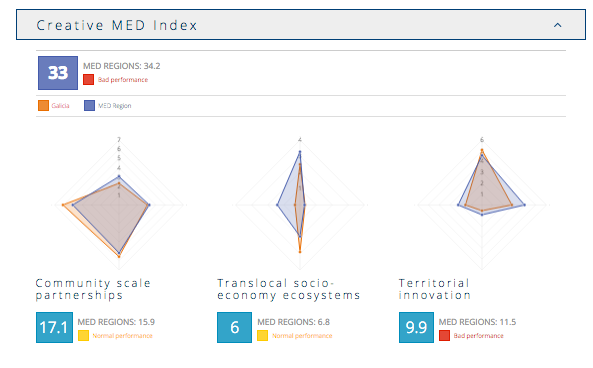 Creative MED Index
33
MED REGIONS: 34.2
Bad performance
Galicia
MED Region
7
6
5
4
1
4
6
5
3
2
1
Community scale
partnerships
Translocal socio-
economy ecosystems
Territorial
innovation
17.1
MED REGIONS: 15.9
Normal performance
6
MED REGIONS: 6.8
Normal performance
9.9
MED REGIONS: 11.5
Bad performance